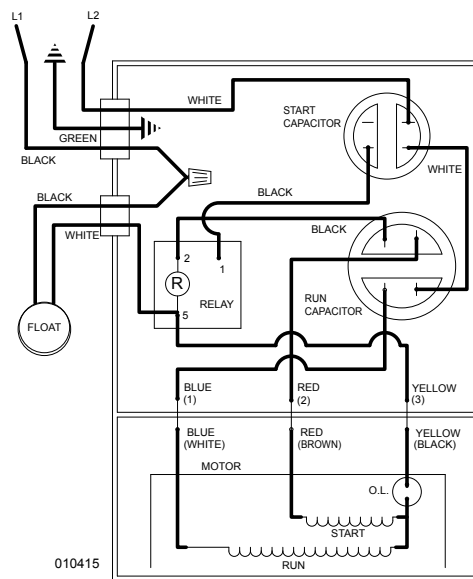 L1
L2
WHITE
START
CAPACITOR
GREEN
BLACK
WHITE
BLACK
BLACK
WHITE
BLACK
2
1
R
RELAY
RUN
CAPACITOR
5
FLOAT
BLUE
(1)
RED
(2)
YELLOW
(3)
BLUE
(WHITE)
RED
(BROWN)
YELLOW
(BLACK)
MOTOR
O.L.
START
RUN
010415